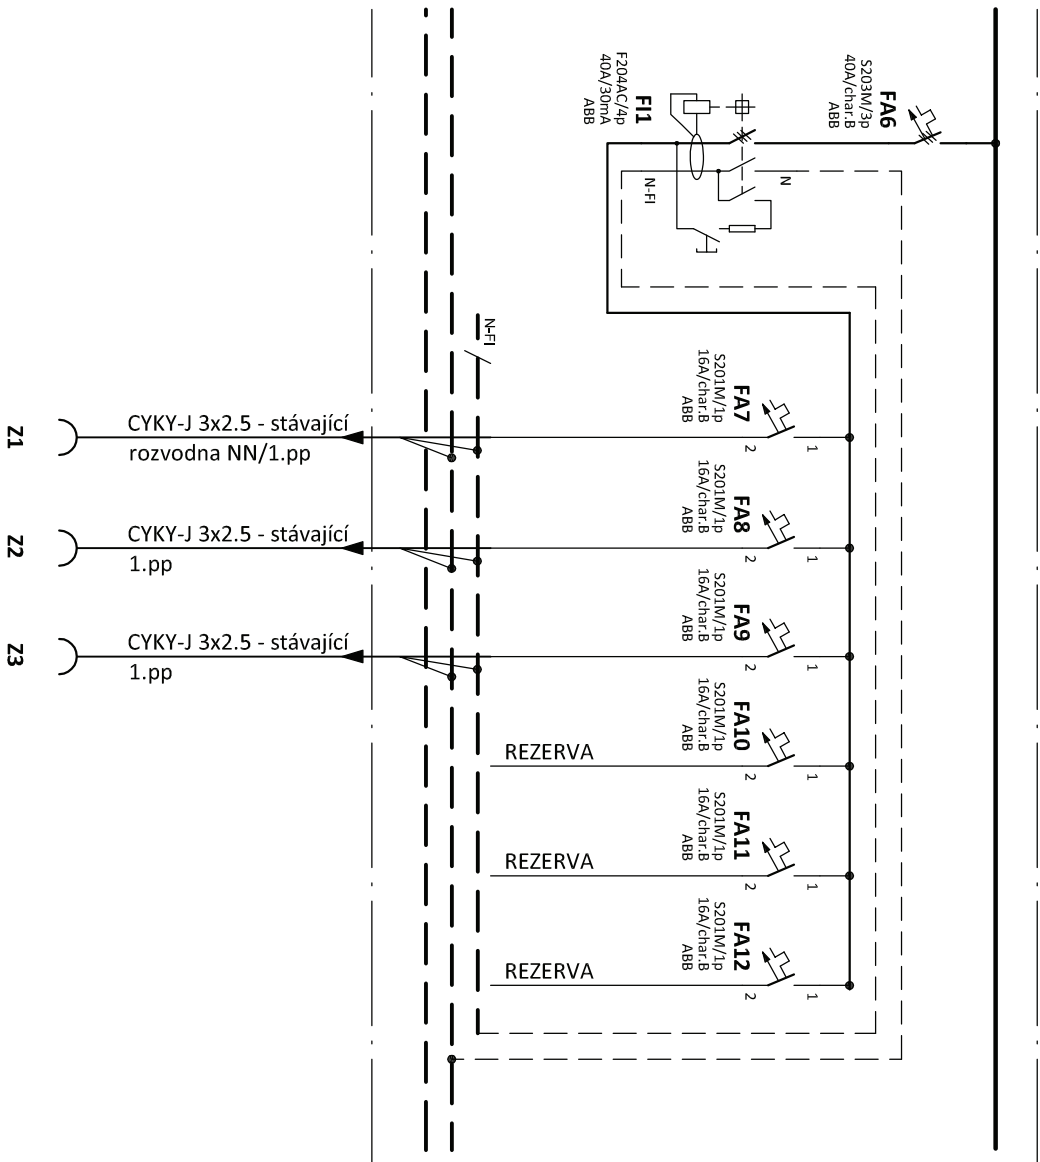 FA6
S203M/3p
40A/char.B
ABB
FI1
F204AC/4p
40A/30mA
ABB
N
N-FI
N-FI
FA7
S201M/1p
16A/char.B
ABB
1
2
CYKY-J 3x2.5 - stávající
rozvodna NN/1.pp
Z1
FA8
S201M/1p
16A/char.B
ABB
1
2
CYKY-J 3x2.5 - stávající
1.pp
Z2
FA9
S201M/1p
16A/char.B
ABB
1
2
CYKY-J 3x2.5 - stávající
1.pp
Z3
FA10
S201M/1p
16A/char.B
ABB
1
2
REZERVA
FA11
S201M/1p
16A/char.B
ABB
1
2
REZERVA
FA12
S201M/1p
16A/char.B
ABB
1
2
REZERVA